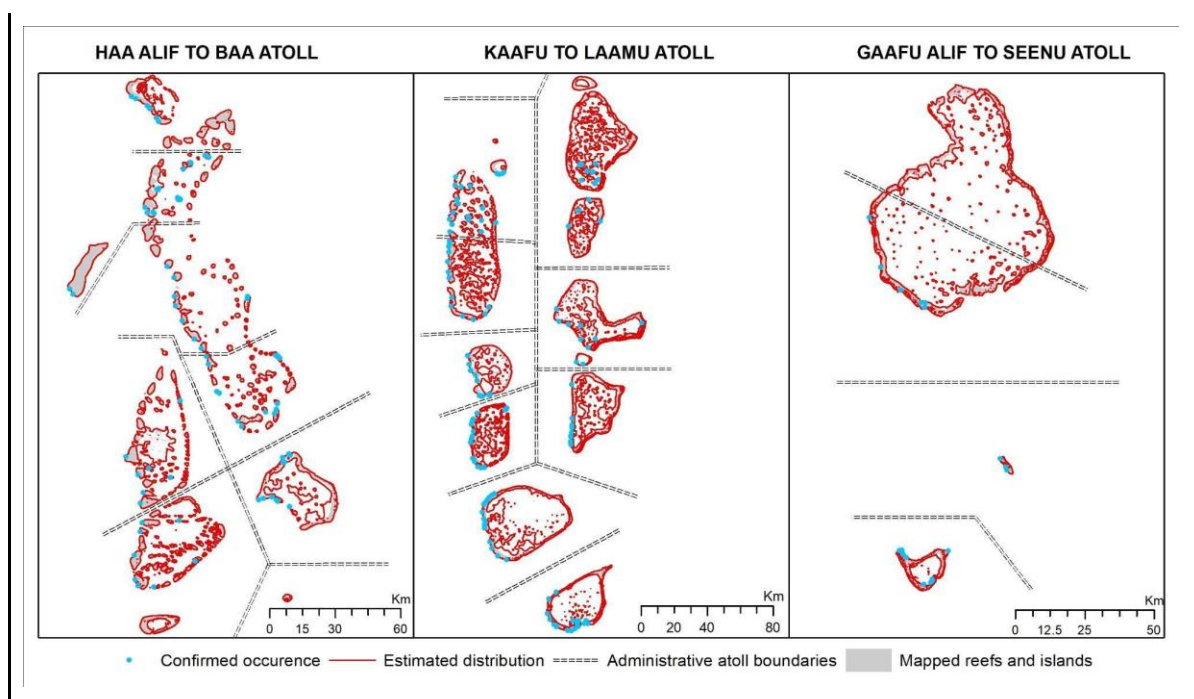 HAA ALIF TO BAA ATOLL
KAAFU TO LAAMU ATOLL
GAAFU ALIF TO SEENU ATOLL
Km
0 15 30 60
Km
0 20 40 80
Km
0 12.5 25 50
Confirmed occurence
Estimated distribution
Administrative atoll boundaries
Mapped reefs and islands